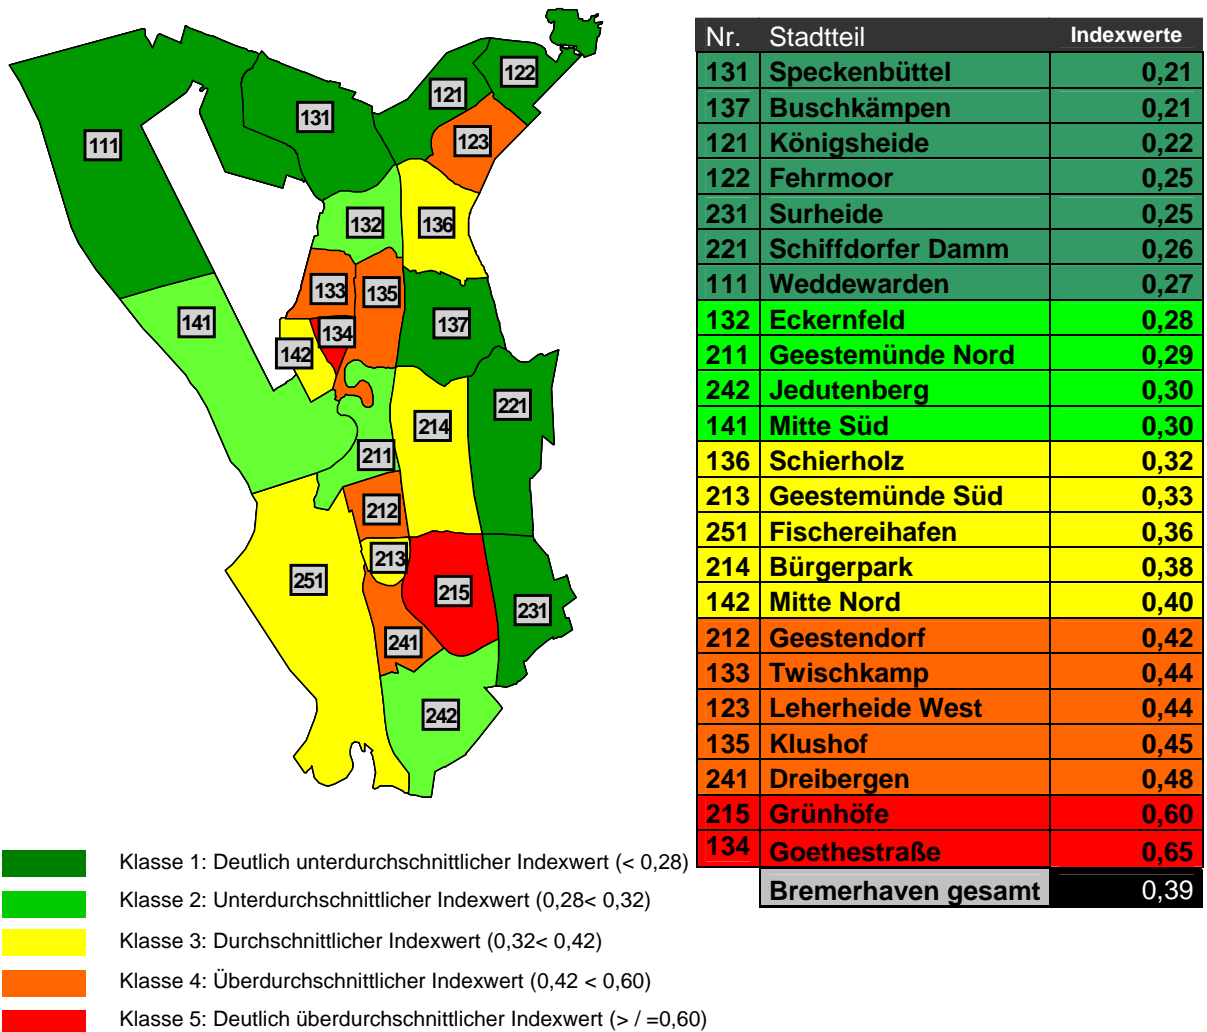 122
121
131
123
111
132
136
133
135
141
134
137
142
221
214
211
212
213
251
215
231
241
242
Nr. Stadtteil Indexwerte
131 Speckenbüttel 0,21
137 Buschkämpen 0,21
121 Königsheide 0,22
122 Fehrmoor 0,25
231 Surheide 0,25
221 Schiffdorfer Damm 0,26
111 Weddewarden 0,27
132 Eckernfeld 0,28
211 Geestemünde Nord 0,29
242 Jedutenberg 0,30
141 Mitte Süd 0,30
136 Schierholz 0,32
213 Geestemünde Süd 0,33
251 Fischereihafen 0,36
214 Bürgerpark 0,38
142 Mitte Nord 0,40
212 Geestendorf 0,42
133 Twischkamp 0,44
123 Leherheide West 0,44
135 Klushof 0,45
241 Dreibergen 0,48
215 Grünhöfe 0,60
134 Goethestraße 0,65
Bremerhaven gesamt 0,39
Klasse 1: Deutlich unterdurchschnittlicher Indexwert (< 0,28)
Klasse 2: Unterdurchschnittlicher Indexwert (0,28< 0,32)
Klasse 3: Durchschnittlicher Indexwert (0,32< 0,42)
Klasse 4: Überdurchschnittlicher Indexwert (0,42 < 0,60)
Klasse 5: Deutlich überdurchschnittlicher Indexwert (> / =0,60)